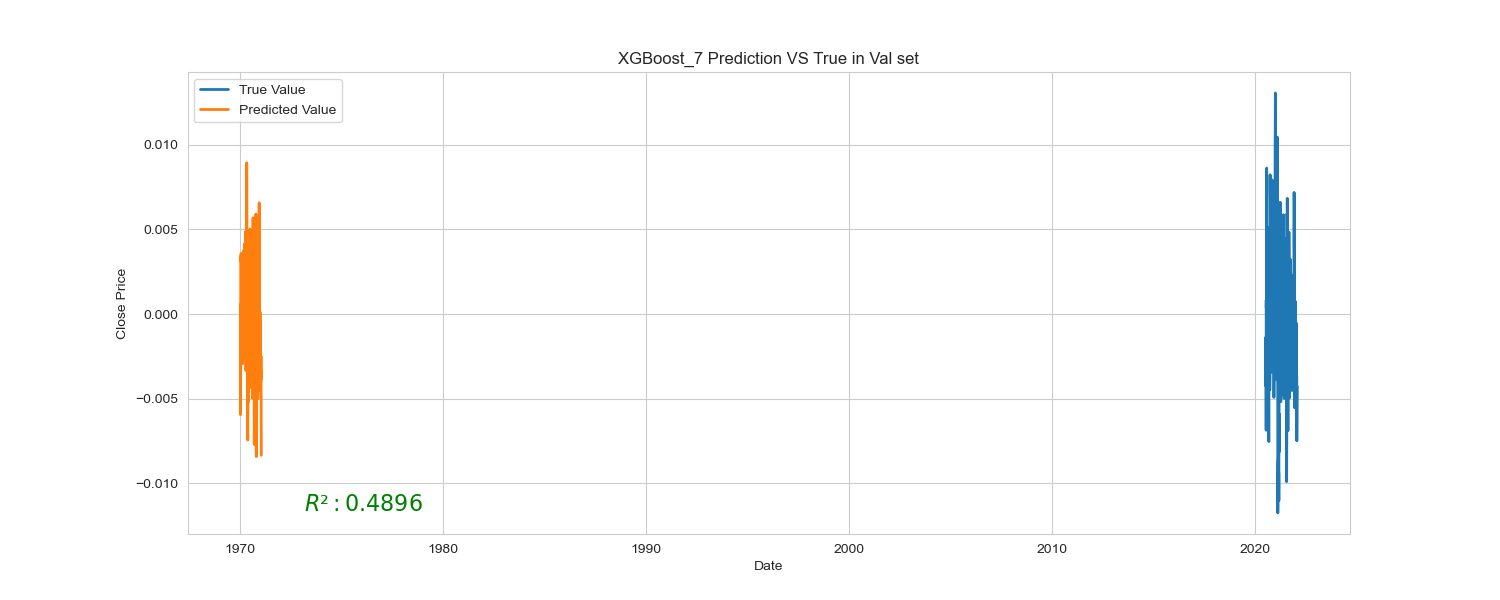 XGBoost_7 Prediction VS True in Val set
True Value
Predicted Value
0.010
0.005
0.000
−0.005
−0.010
Close Price
R² : 0.4896
1970 1980 1990 2000 2010 2020
Date